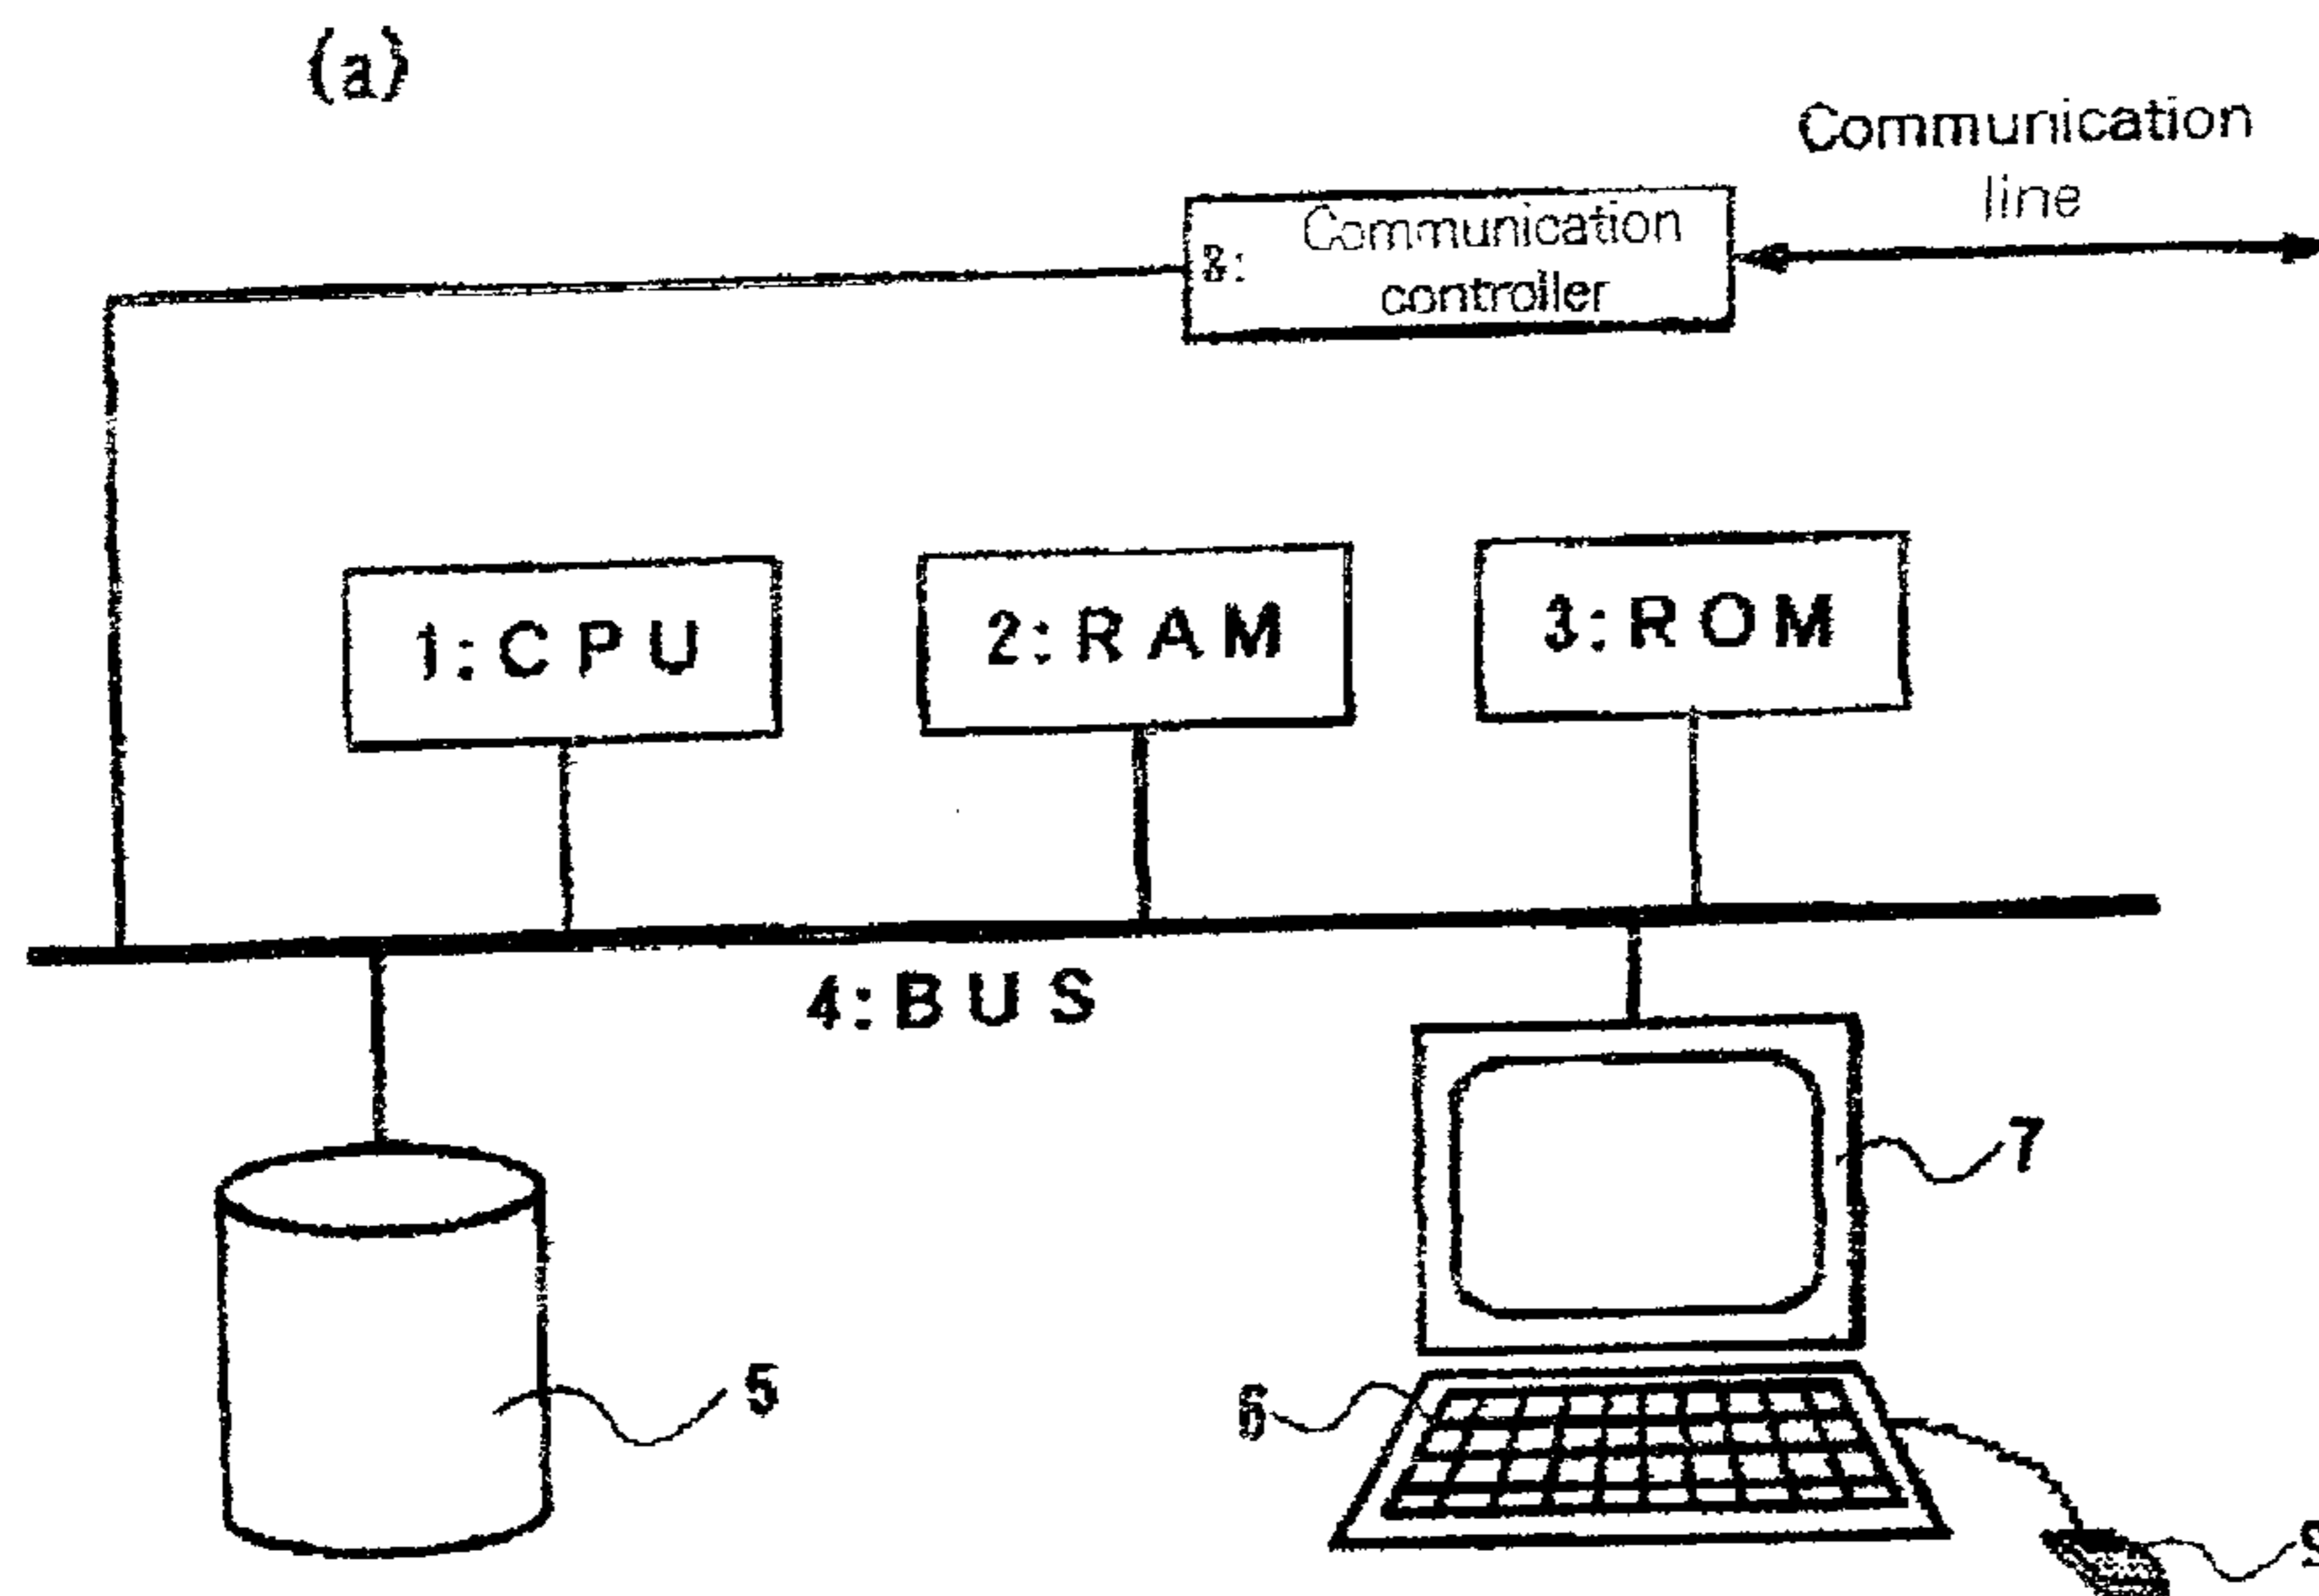 (a)
Communication
line
8: Communication
controller
1:CPU
2:RAM
3:ROM
4:BUS
7
5
6